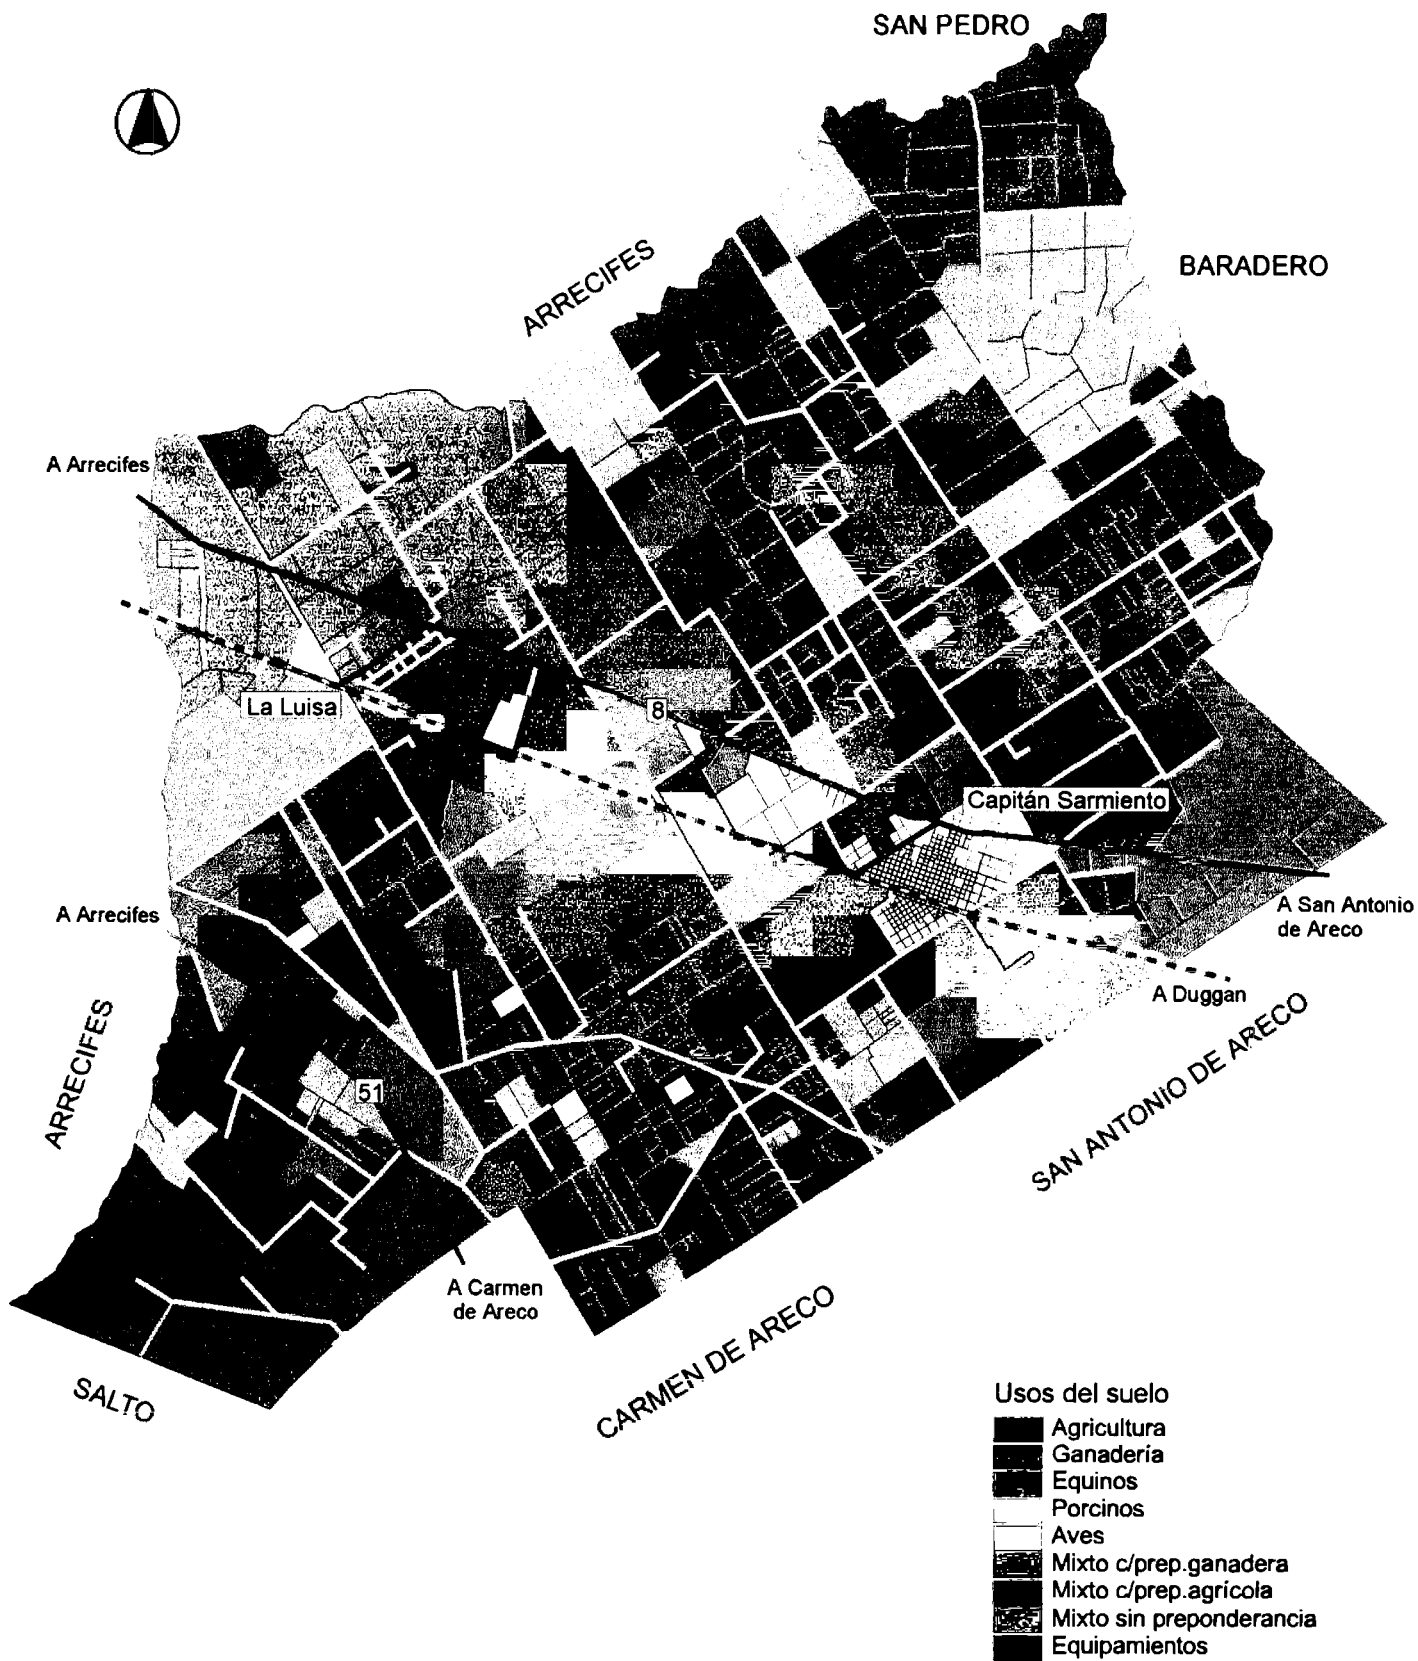 SAN PEDRO
BARADERO
ARRECIFES
A Arrecifes
La Luisa
8
Capitán Sarmiento
A Arrecifes
A San Antonio
de Areco
A Duggan
ARRECIFES
51
SAN ANTONIO DE ARECO
A Carmen
de Areco
CARMEN DE ARECO
SALTO
Usos del suelo
Agricultura
Ganadería
Equinos
Porcinos
Aves
Mixto c/prep.ganadera
Mixto c/prep.agrícola
Mixto sin preponderancia
Equipamientos